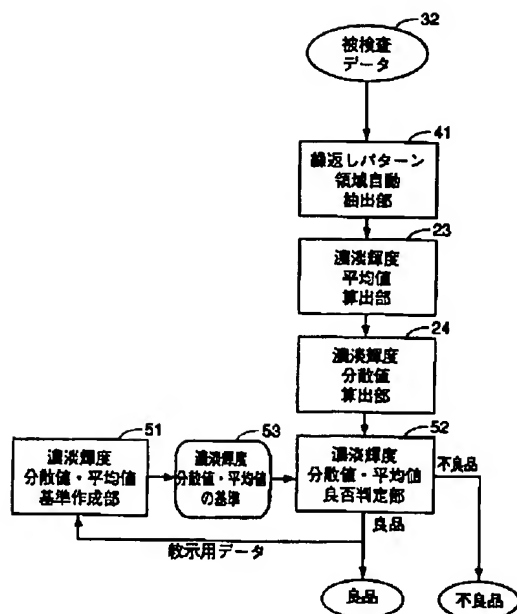 32
被検査
データ
41
繰返しパターン
領域自動
抽出部
23
濃淡輝度
平均値
算出部
24
濃淡輝度
分散値
算出部
51
濃淡輝度
分散値・平均値
基準作成部
53
濃淡輝度
分散値・平均値
の基準
52
濃淡輝度
分散値・平均値
良否判定部
不良品
良品
教示用データ
良品
不良品